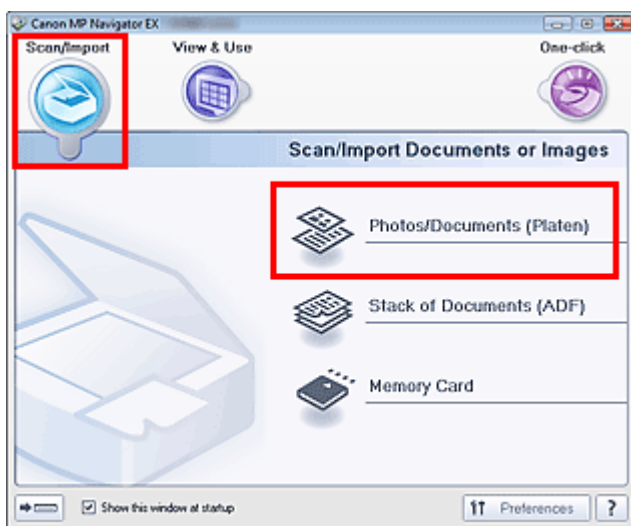 Canon MP Navigator EX
Scan/Import View & Use One-click
Scan/Import Documents or Images
Photos/Documents (Platen)
Stack of Documents (ADF)
Memory Card
Show this window at startup Preferences ?